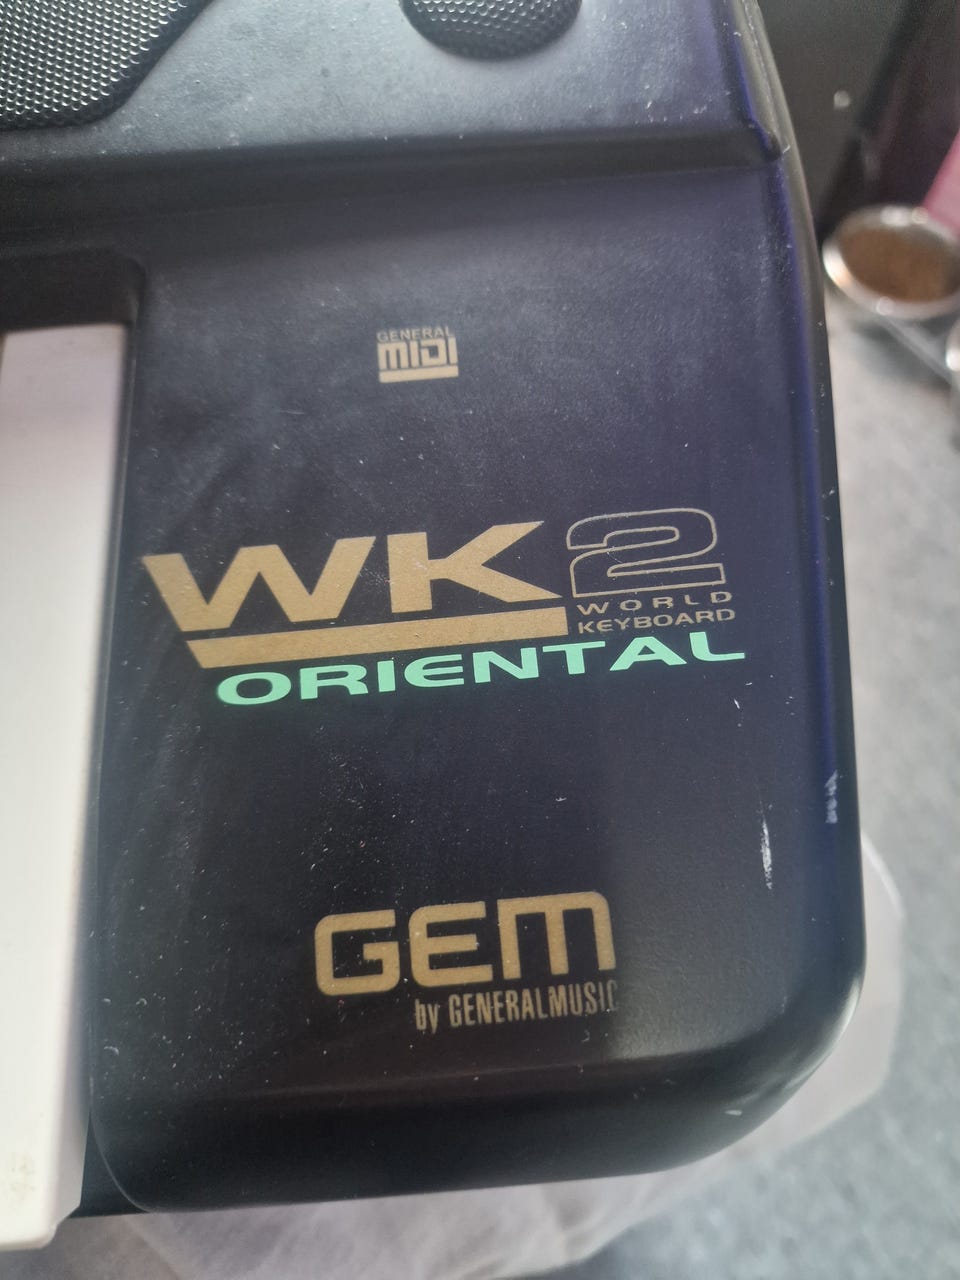 GENERAL
MIDI
WK2
WORLD
KEYBOARD
ORIENTAL
GEM
by GENERALMUSIC